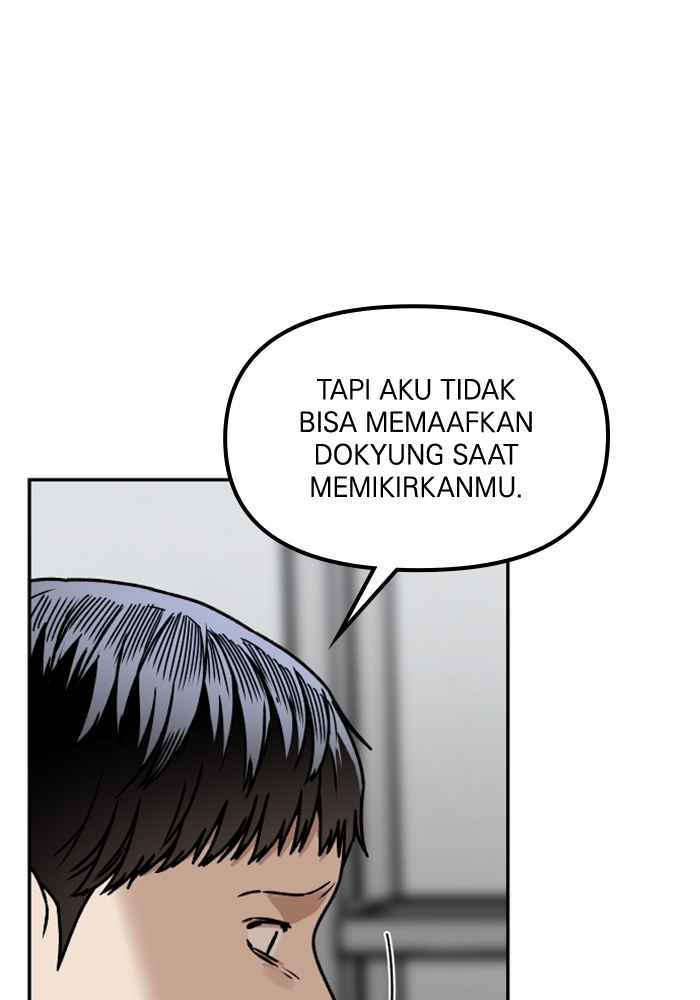 TAPI AKU TIDAK
BISA MEMAAFKAN
DOKYUNG SAAT
MEMIKIRKANMU.